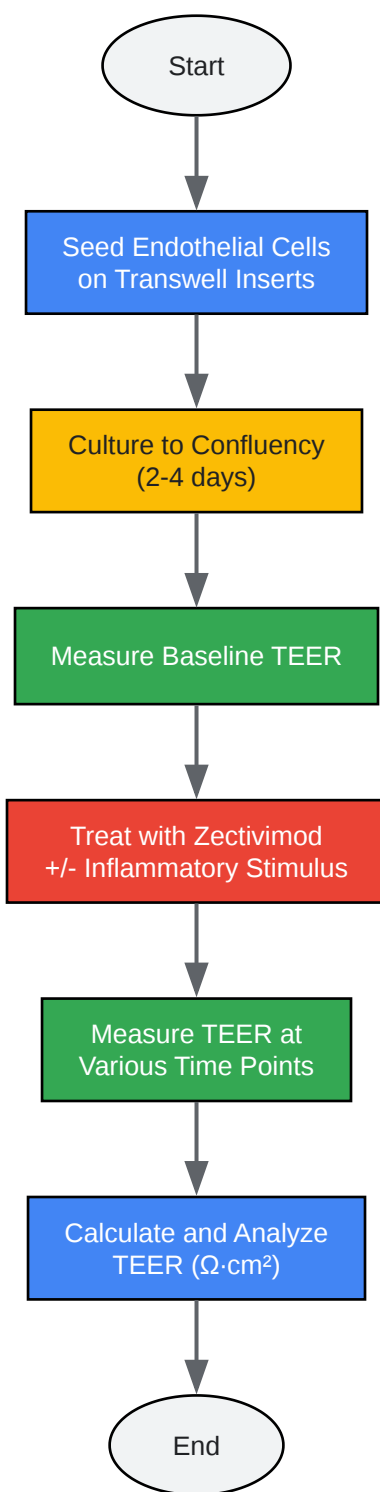 Start
Seed Endothelial Cells
on Transwell Inserts
Culture to Confluency
(2-4 days)
Measure Baseline TEER
Treat with Zectivimod
+/- Inflammatory Stimulus
Measure TEER at
Various Time Points
Calculate and Analyze
TEER (Ω·cm²)
End